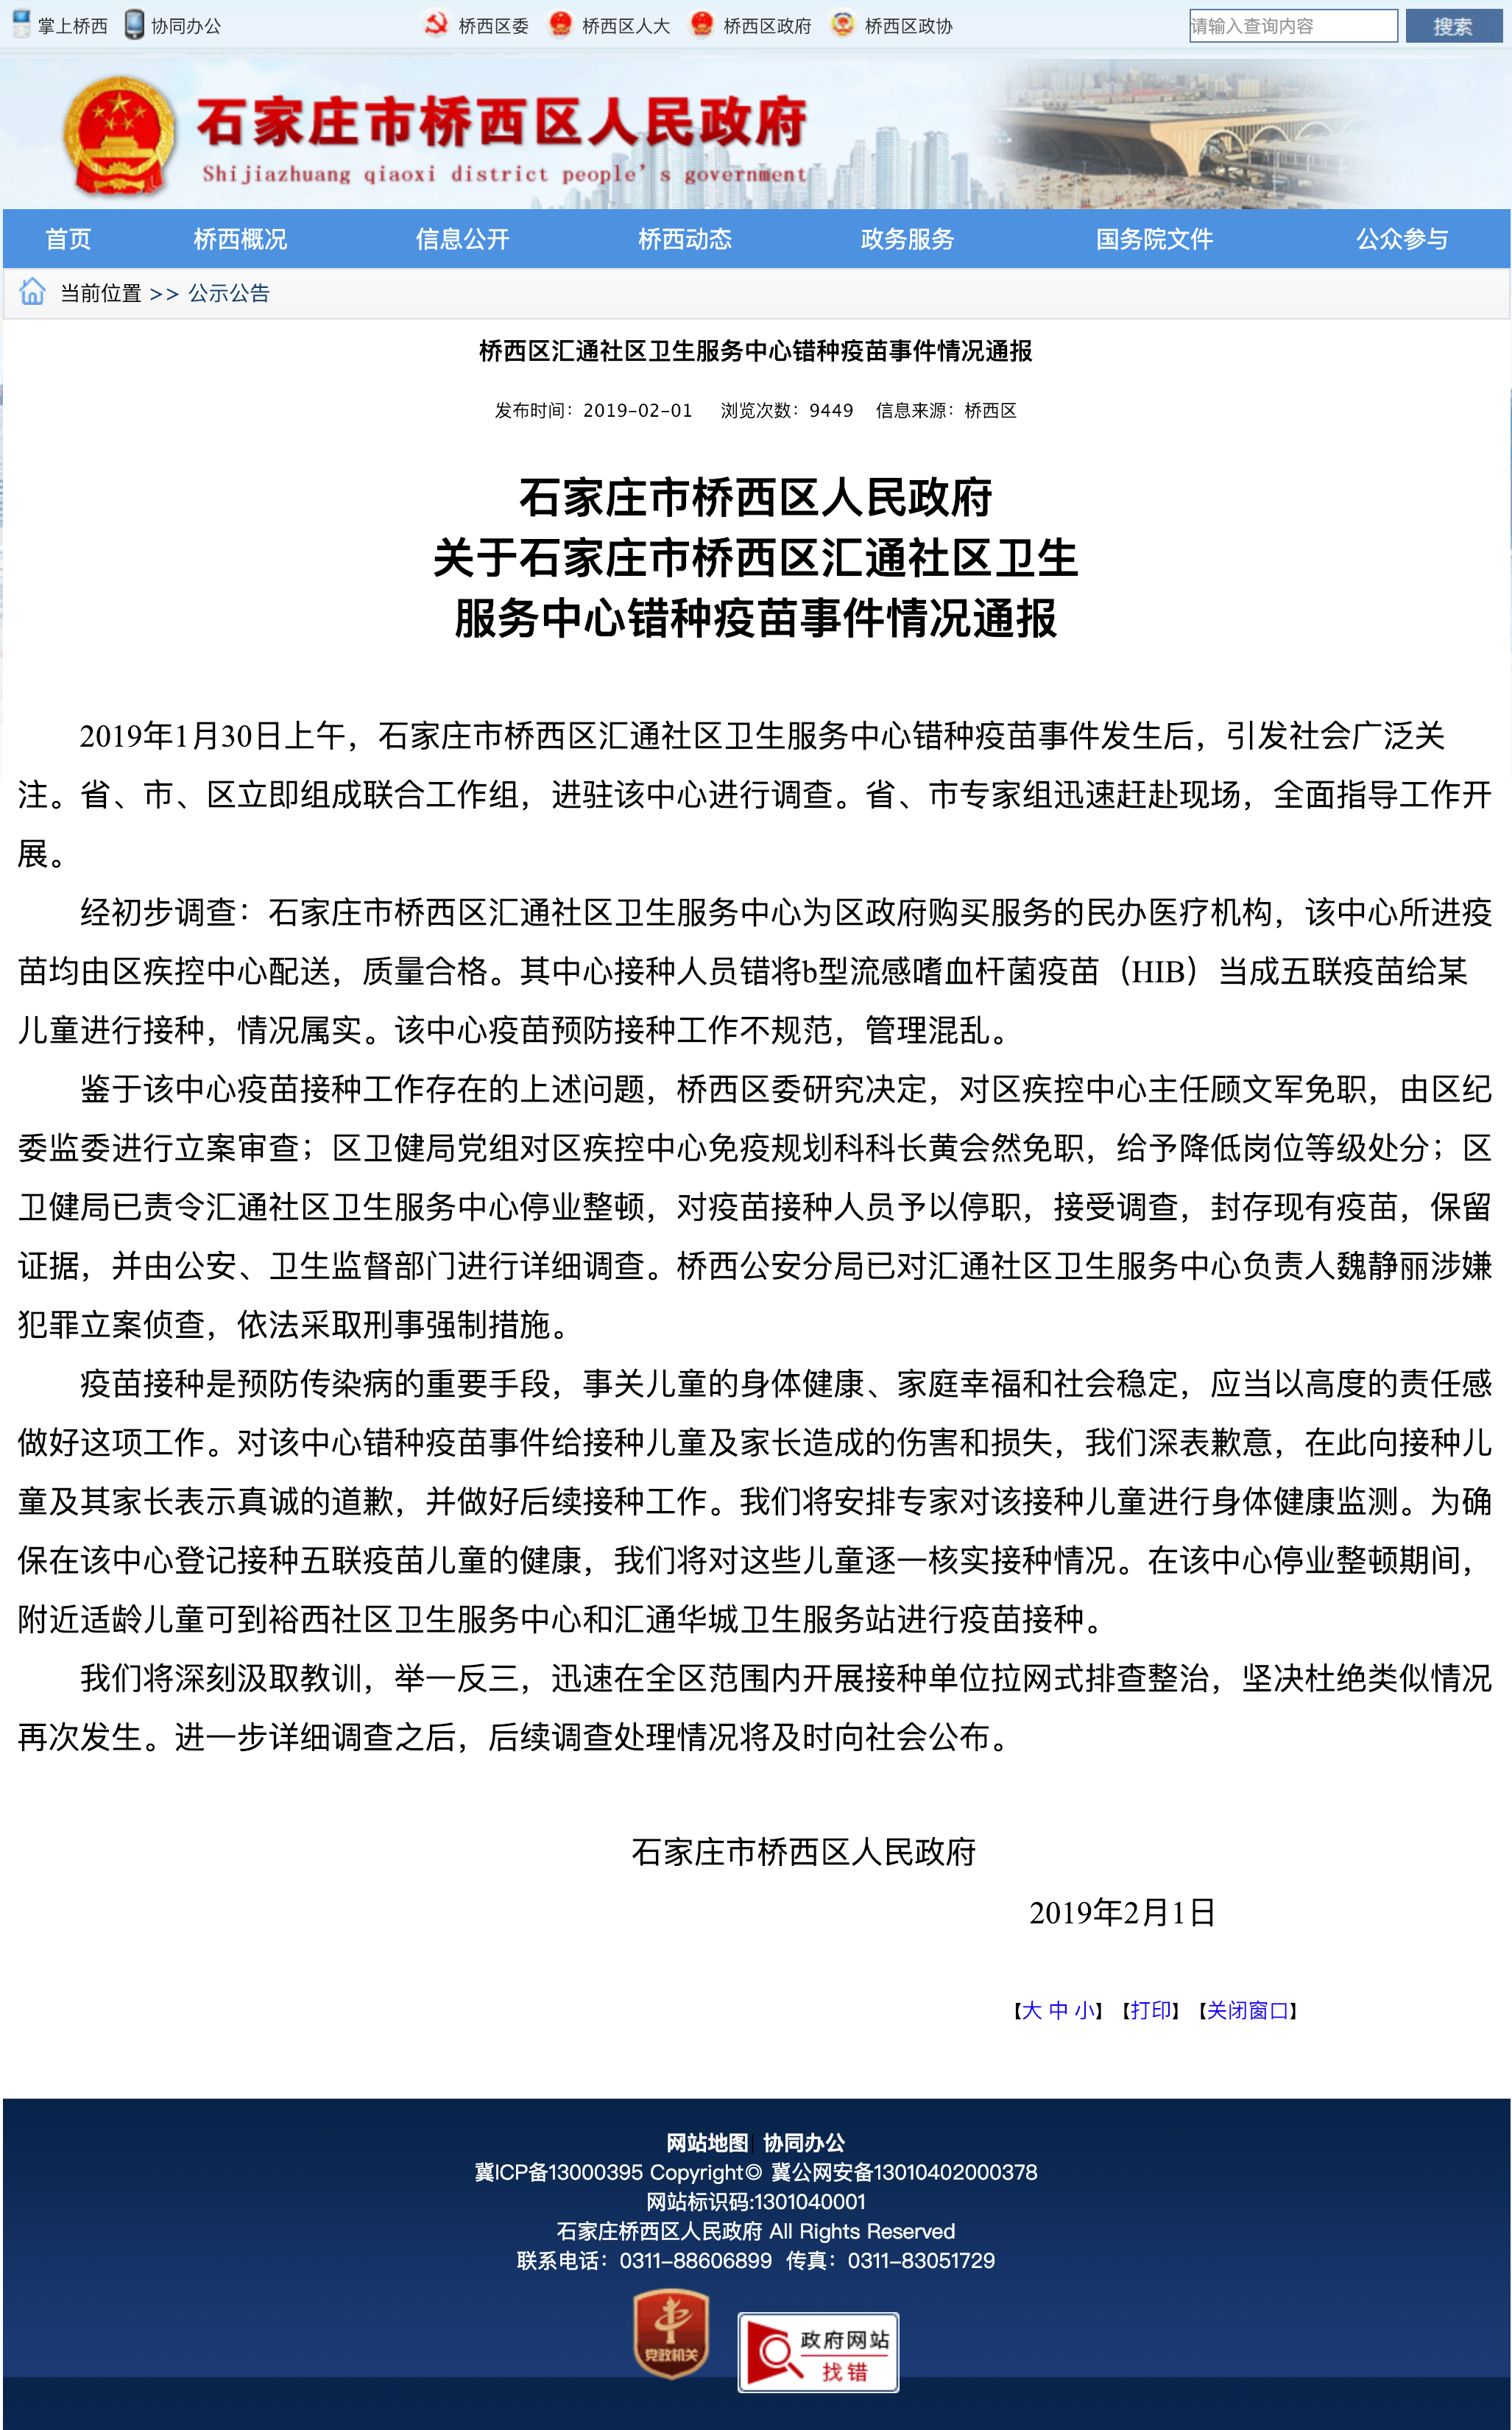 掌上桥西 协同办公 桥西区委 桥西区人大 桥西区政府 桥西区政协 请输入查询内容 搜索
石家庄市桥西区人民政府
Shijiazhuang qiaoxi district people's government
首页 桥西概况 信息公开 桥西动态 政务服务 国务院文件 公众参与
当前位置 >> 公示公告
桥西区汇通社区卫生服务中心错种疫苗事件情况通报
发布时间：2019-02-01 浏览次数：9449 信息来源：桥西区
石家庄市桥西区人民政府
关于石家庄市桥西区汇通社区卫生
服务中心错种疫苗事件情况通报
2019年1月30日上午，石家庄市桥西区汇通社区卫生服务中心错种疫苗事件发生后，引发社会广泛关
注。省、市、区立即组成联合工作组，进驻该中心进行调查。省、市专家组迅速赶赴现场，全面指导工作开
展。
经初步调查：石家庄市桥西区汇通社区卫生服务中心为区政府购买服务的民办医疗机构，该中心所进疫
苗均由区疾控中心配送，质量合格。其中心接种人员错将b型流感嗜血杆菌疫苗（HIB）当成五联疫苗给某
儿童进行接种，情况属实。该中心疫苗预防接种工作不规范，管理混乱。
鉴于该中心疫苗接种工作存在的上述问题，桥西区委研究决定，对区疾控中心主任顾文军免职，由区纪
委监委进行立案审查；区卫健局党组对区疾控中心免疫规划科科长黄会然免职，给予降低岗位等级处分；区
卫健局已责令汇通社区卫生服务中心停业整顿，对疫苗接种人员予以停职，接受调查，封存现有疫苗，保留
证据，并由公安、卫生监督部门进行详细调查。桥西公安分局已对汇通社区卫生服务中心负责人魏静丽涉嫌
犯罪立案侦查，依法采取刑事强制措施。
疫苗接种是预防传染病的重要手段，事关儿童的身体健康、家庭幸福和社会稳定，应当以高度的责任感
做好这项工作。对该中心错种疫苗事件给接种儿童及家长造成的伤害和损失，我们深表歉意，在此向接种儿
童及其家长表示真诚的道歉，并做好后续接种工作。我们将安排专家对该接种儿童进行身体健康监测。为确
保在该中心登记接种五联疫苗儿童的健康，我们将对这些儿童逐一核实接种情况。在该中心停业整顿期间，
附近适龄儿童可到裕西社区卫生服务中心和汇通华城卫生服务站进行疫苗接种。
我们将深刻汲取教训，举一反三，迅速在全区范围内开展接种单位拉网式排查整治，坚决杜绝类似情况
再次发生。进一步详细调查之后，后续调查处理情况将及时向社会公布。
石家庄市桥西区人民政府
2019年2月1日
【大 中 小】【打印】【关闭窗口】
网站地图 | 协同办公
冀ICP备13000395 Copyright© 冀公网安备13010402000378
网站标识码:1301040001
石家庄桥西区人民政府 All Rights Reserved
联系电话：0311-88606899 传真：0311-83051729
党政机关
政府网站
找错